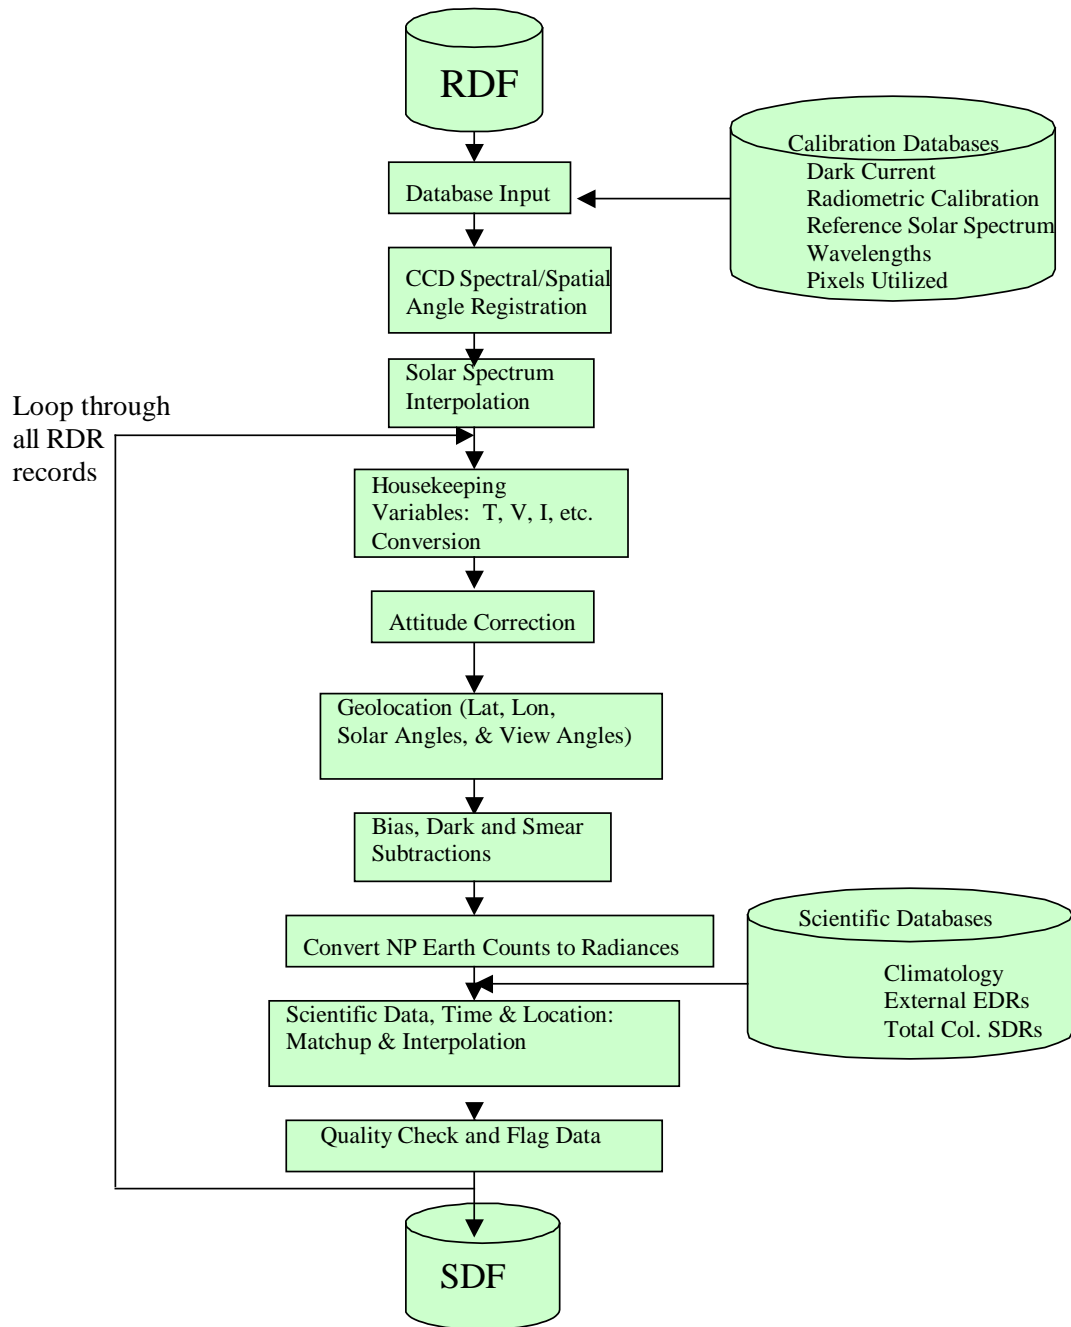 RDF
Calibration Databases
Dark Current
Radiometric Calibration
Reference Solar Spectrum
Wavelengths
Pixels Utilized
Database Input
CCD Spectral/Spatial
Angle Registration
Solar Spectrum
Interpolation
Loop through
all RDR
records
Housekeeping
Variables: T, V, I, etc.
Conversion
Attitude Correction
Geolocation (Lat, Lon,
Solar Angles, & View Angles)
Bias, Dark and Smear
Subtractions
Convert NP Earth Counts to Radiances
Scientific Databases
Climatology
External EDRs
Total Col. SDRs
Scientific Data, Time & Location:
Matchup & Interpolation
Quality Check and Flag Data
SDF